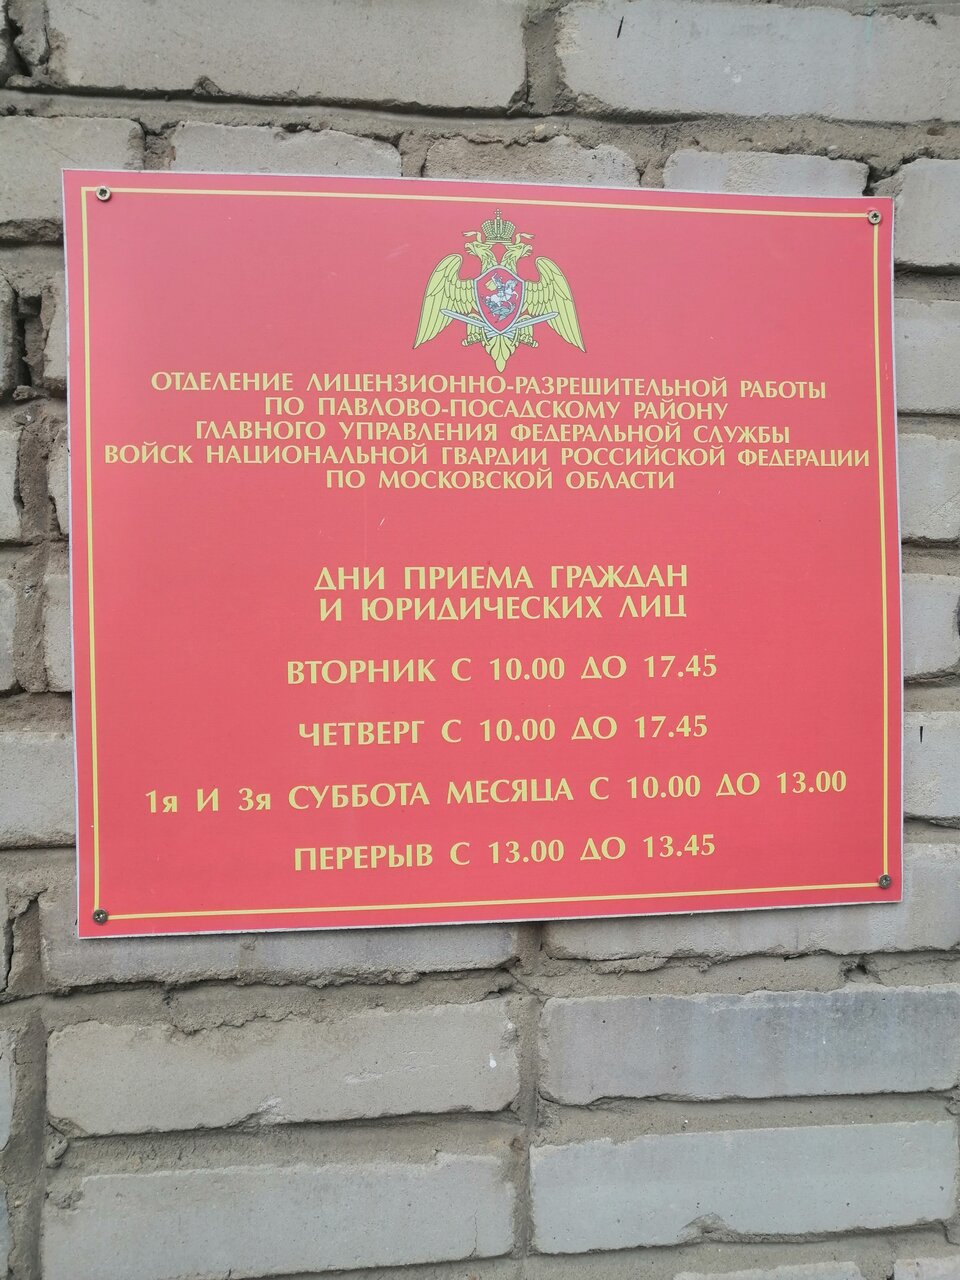 ОТДЕЛЕНИЕ ЛИЦЕНЗИОННО-РАЗРЕШИТЕЛЬНОЙ РАБОТЫ
ПО ПАВЛОВО-ПОСАДСКОМУ РАЙОНУ
ГЛАВНОГО УПРАВЛЕНИЯ ФЕДЕРАЛЬНОЙ СЛУЖБЫ
ВОЙСК НАЦИОНАЛЬНОЙ ГВАРДИИ РОССИЙСКОЙ ФЕДЕРАЦИИ
ПО МОСКОВСКОЙ ОБЛАСТИ
ДНИ ПРИЕМА ГРАЖДАН
И ЮРИДИЧЕСКИХ ЛИЦ
ВТОРНИК С 10.00 ДО 17.45
ЧЕТВЕРГ С 10.00 ДО 17.45
1я И 3я СУББОТА МЕСЯЦА С 10.00 ДО 13.00
ПЕРЕРЫВ С 13.00 ДО 13.45